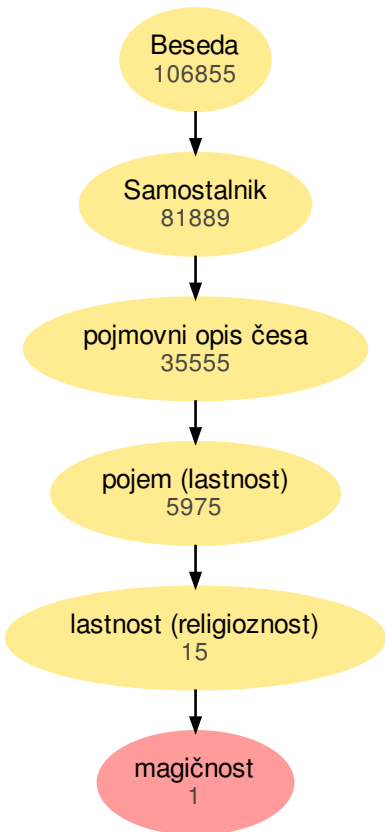 Beseda
106855
Samostalnik
81889
pojmovni opis česa
35555
pojem (lastnost)
5975
lastnost (religioznost)
15
magičnost
1